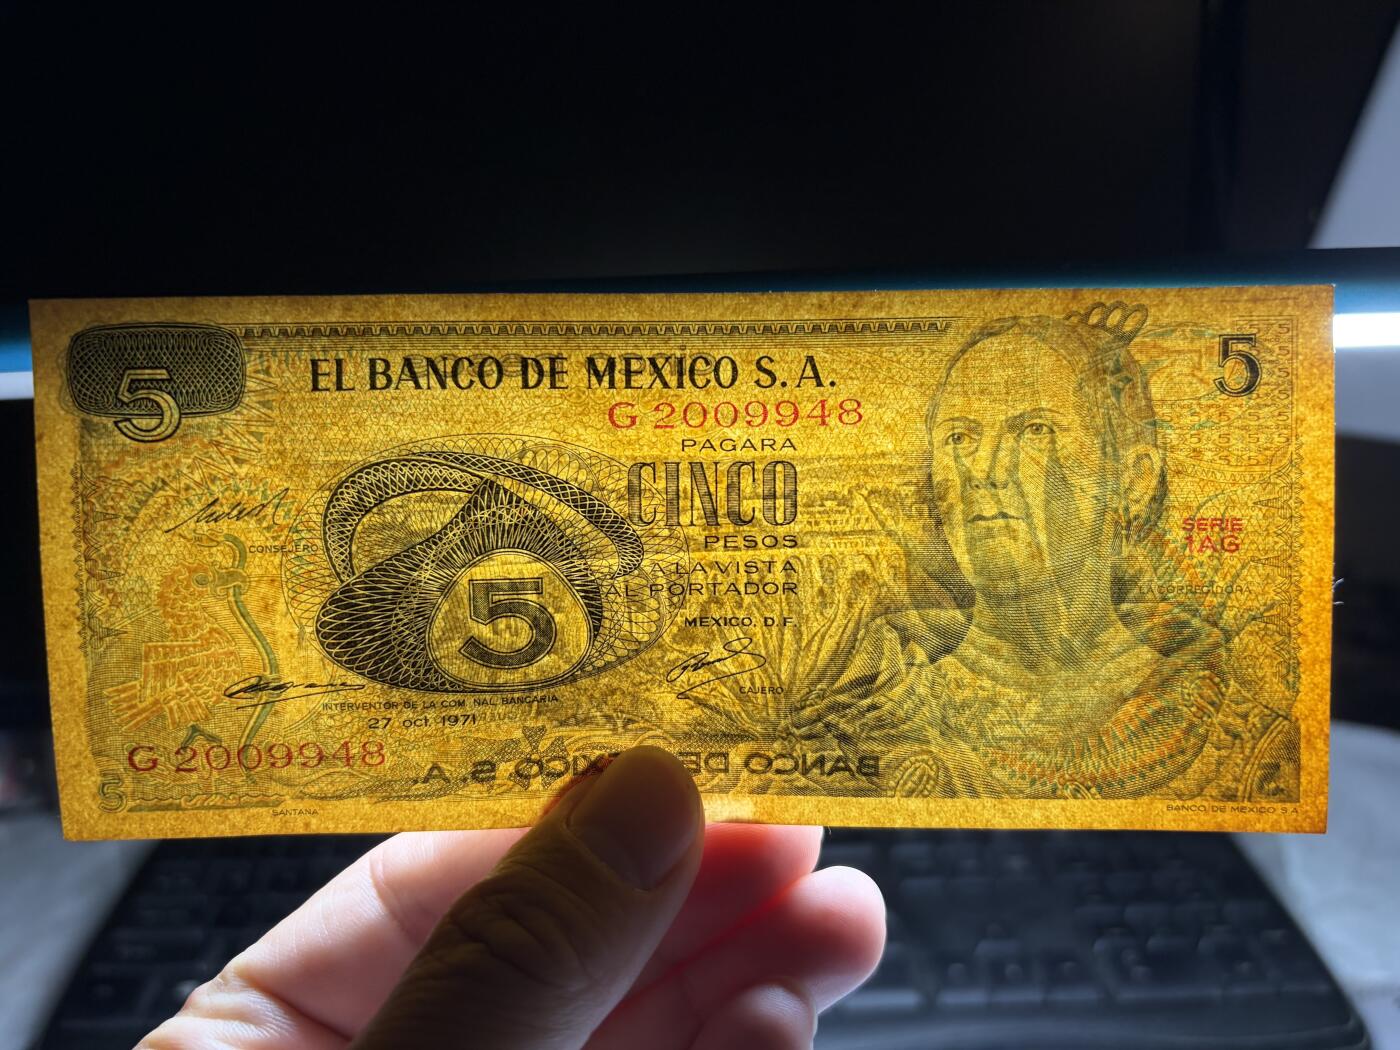 5
EL BANCO DE MEXICO S.A.
5
G 2009948
PAGARA
CINCO
PESOS
A LA VISTA
AL PORTADOR
MEXICO, D.F.
SERIE
1AG
LA CORREGIDORA
CONSEJERO
5
CAJERO
INTERVENTOR DE LA COM. NAL. BANCARIA
27 oct. 1971
G 2009948
BANCO DE MEXICO S.A.
5
SANTANA
BANCO DE MEXICO S A